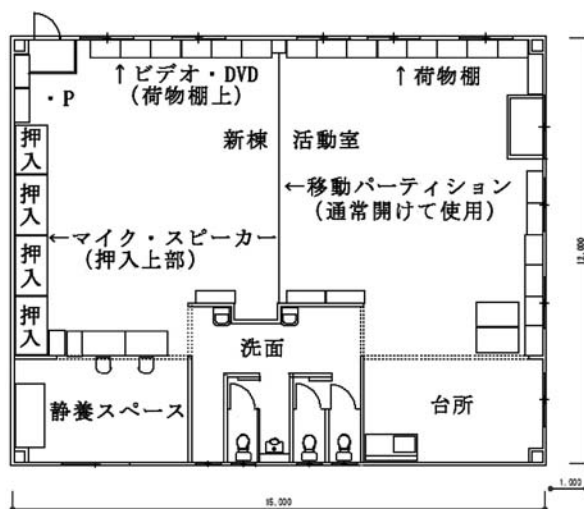 ↑ビデオ・DVD
(荷物棚上)
↑荷物棚
・P
押入
新棟 活動室
押入
←移動パーティション
(通常開けて使用)
押入
←マイク・スピーカー
(押入上部)
押入
洗面
静養スペース
台所
1.000
15.000